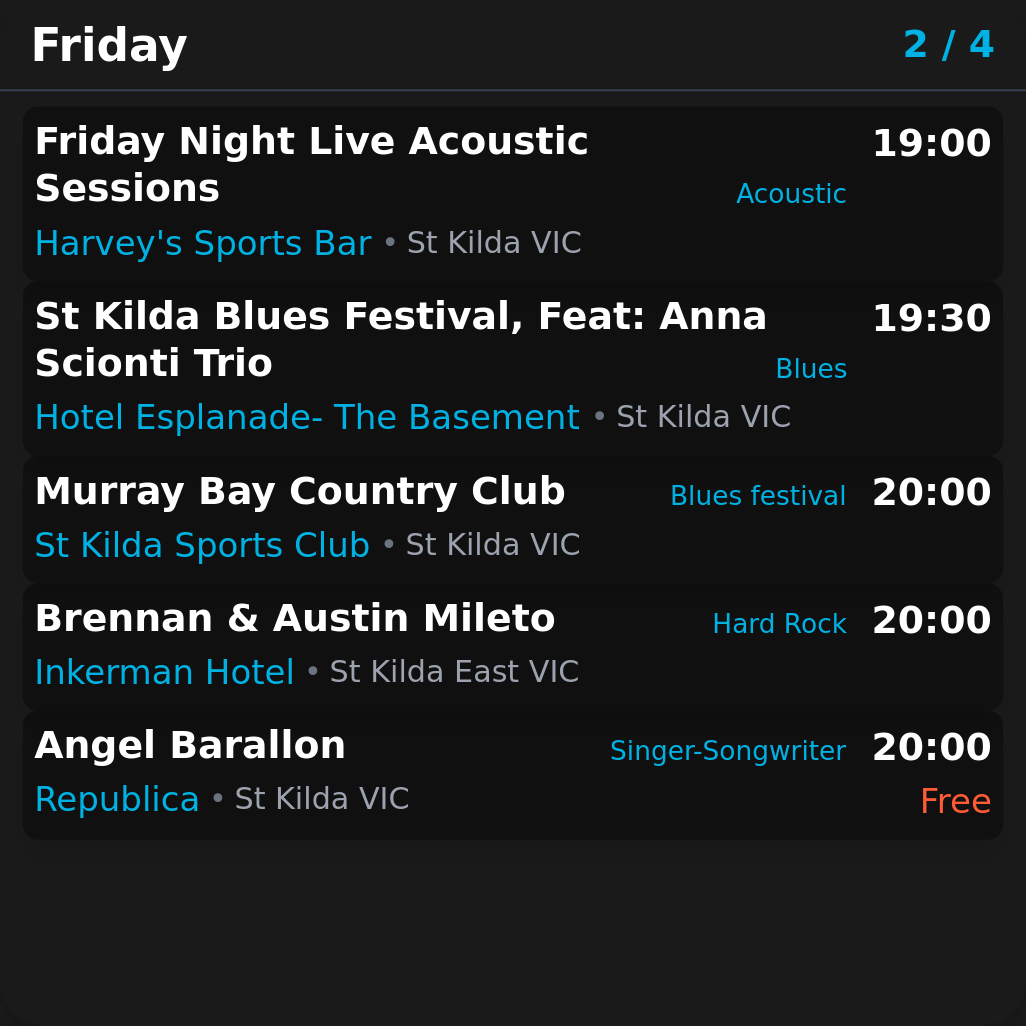 Friday 2 / 4
Friday Night Live Acoustic 19:00
Sessions Acoustic
Harvey's Sports Bar • St Kilda VIC
St Kilda Blues Festival, Feat: Anna 19:30
Scionti Trio Blues
Hotel Esplanade- The Basement • St Kilda VIC
Murray Bay Country Club Blues festival 20:00
St Kilda Sports Club • St Kilda VIC
Brennan & Austin Mileto Hard Rock 20:00
Inkerman Hotel • St Kilda East VIC
Angel Barallon Singer-Songwriter 20:00
Republica • St Kilda VIC Free